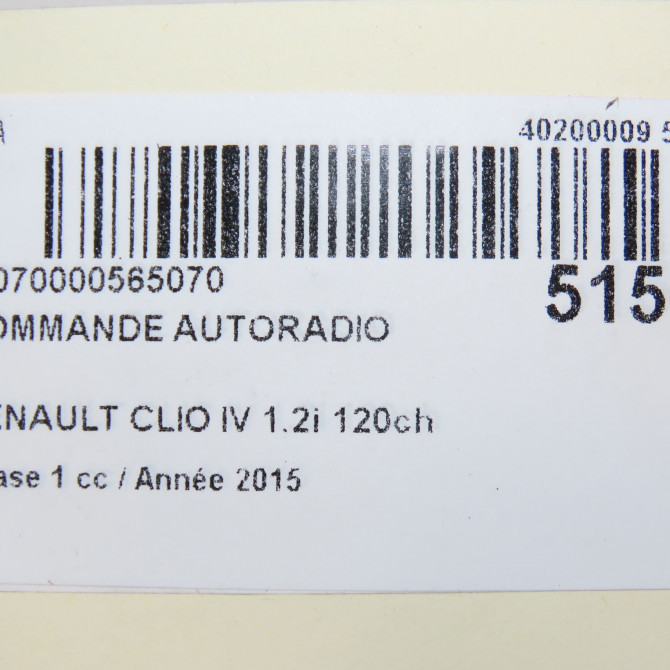 A 40200009 5
070000565070 515
OMMANDE AUTORADIO
ENAULT CLIO IV 1.2i 120ch
ase 1 cc / Année 2015